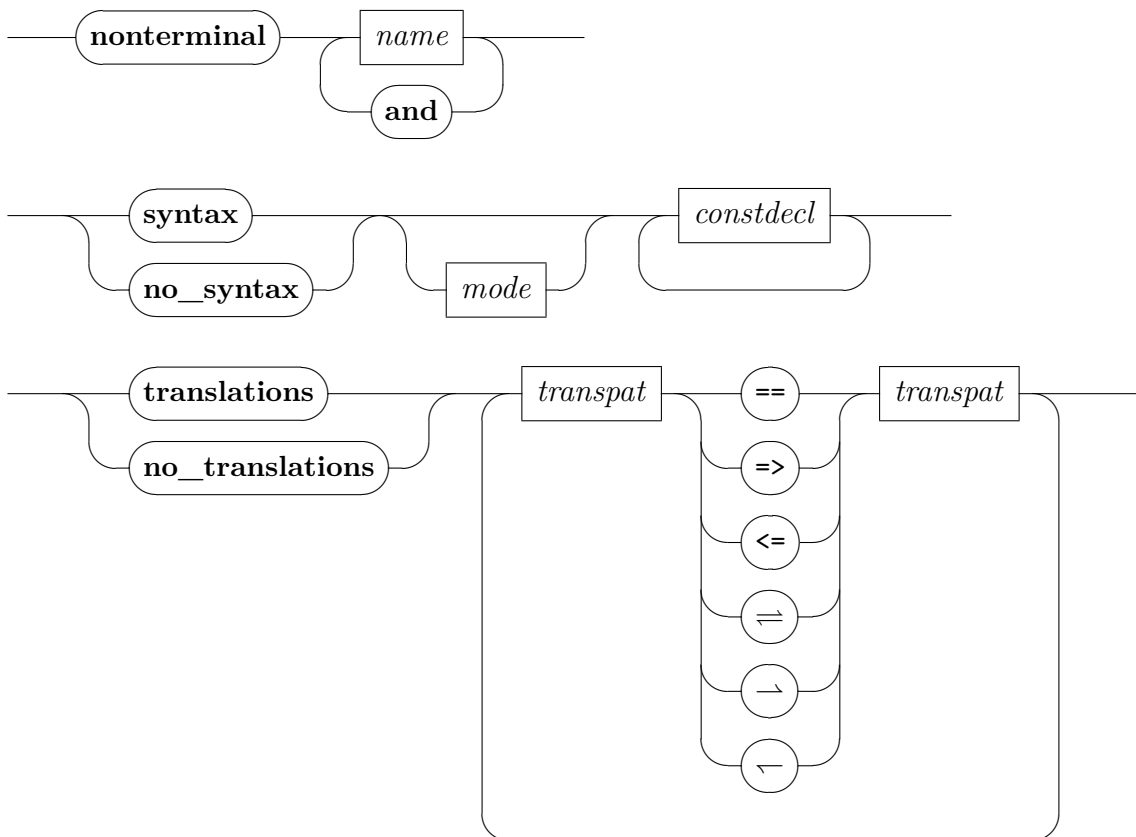 nonterminal name
and
syntax constdecl
no_syntax mode
translations transpat == transpat
no_translations =>
<=
⇌
⇀
↽